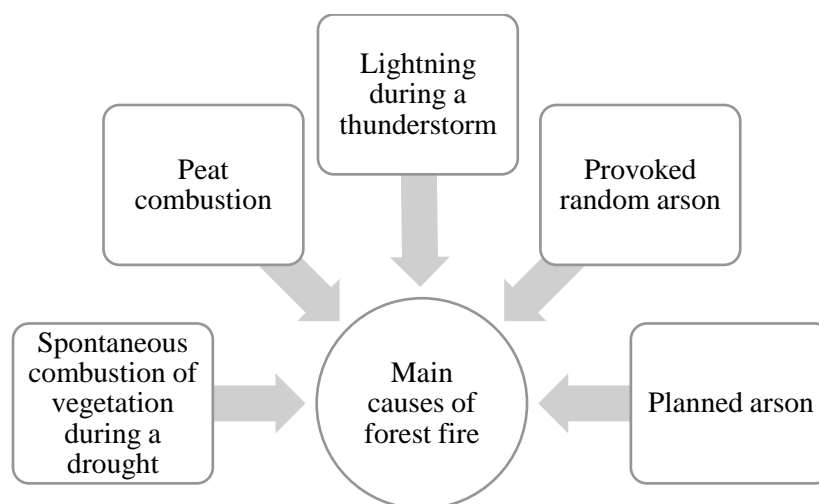 Lightning
during a
thunderstorm
Peat
combustion
Provoked
random arson
Spontaneous
combustion of
vegetation
during a
drought
Main
causes of
forest fire
Planned arson